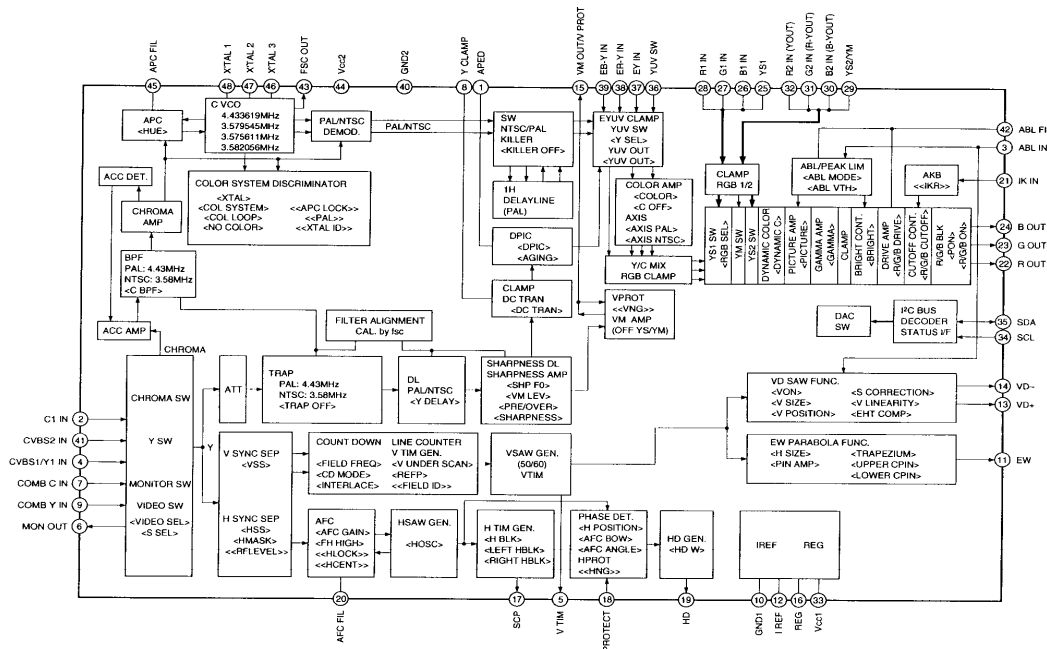 APC FIL
XTAL 1
XTAL 2
XTAL 3
FSC OUT
Vcc2
GND2
Y CLAMP
APED
VM OUT/V PROT
EB-Y IN
ER-Y IN
EY IN
YUV SW
R1 IN
G1 IN
B1 IN
YS1
R2 IN (YOUT)
G2 IN (R-YOUT)
B2 IN (B-YOUT)
YS2/YM
45
48
47
46
43
44
40
8
1
15
39
38
37
36
28
27
26
25
32
31
30
29
APC
<HUE>
C VCO
4.433619MHz
3.579545MHz
3.575611MHz
3.582056MHz
PAL/NTSC
DEMOD.
PAL/NTSC
SW
NTSC/PAL
KILLER
<KILLER OFF>
EYUV CLAMP
YUV SW
<Y SEL>
YUV OUT
<YUV OUT>
42 ABL FI
3 ABL IN
21 IK IN
ACC DET.
COLOR SYSTEM DISCRIMINATOR
<XTAL>
<COL SYSTEM>
<COL LOOP>
<NO COLOR>
<<APC LOCK>>
<<PAL>>
<<XTAL ID>>
1H
DELAYLINE
(PAL)
COLOR AMP
<COLOR>
<C OFF>
AXIS
<AXIS PAL>
<AXIS NTSC>
CLAMP
RGB 1/2
ABL/PEAK LIM
<ABL MODE>
<ABL VTH>
AKB
<<IKR>>
CHROMA
AMP
BPF
PAL: 4.43MHz
NTSC: 3.58MHz
<C BPF>
DPIC
<DPIC>
<AGING>
Y/C MIX
RGB CLAMP
YS1 SW
<RGB SEL>
YM SW
YS2 SW
DYNAMIC COLOR
<DYNAMIC C>
PICTURE AMP
<PICTURE>
GAMMA AMP
<GAMMA>
CLAMP
BRIGHT CONT.
<BRIGHT>
DRIVE AMP
<R/G/B DRIVE>
CUTOFF CONT.
<R/G/B CUTOFF>
RGB BLK
<PON>
<R/G/B ON>
24 B OUT
23 G OUT
22 R OUT
CLAMP
DC TRAN
<DC TRAN>
VPROT
<<VNG>>
VM AMP
(OFF YS/YM)
ACC AMP
CHROMA
FILTER ALIGNMENT
CAL. by fsc
DAC
SW
I²C BUS
DECODER
STATUS I/F
35 SDA
34 SCL
ATT
TRAP
PAL: 4.43MHz
NTSC: 3.58MHz
<TRAP OFF>
DL
PAL/NTSC
<Y DELAY>
SHARPNESS DL
SHARPNESS AMP
<SHP F0>
<VM LEV>
<PRE/OVER>
<SHARPNESS>
VD SAW FUNC.
<VON>
<V SIZE>
<V POSITION>
<S CORRECTION>
<V LINEARITY>
<EHT COMP>
14 VD-
13 VD+
C1 IN 2
CVBS2 IN 41
CVBS1/Y1 IN 4
COMB C IN 7
COMB Y IN 9
MON OUT 6
CHROMA SW
Y SW
MONITOR SW
VIDEO SW
<VIDEO SEL>
<S SEL>
Y
V SYNC SEP
<VSS>
H SYNC SEP
<HSS>
<HMASK>
<<RFLEVEL>>
COUNT DOWN
<FIELD FREQ>
<CD MODE>
<INTERLACE>
LINE COUNTER
V TIM GEN.
<V UNDER SCAN>
<REFP>
<<FIELD ID>>
VSAW GEN.
(50/60)
VTIM
EW PARABOLA FUNC.
<H SIZE>
<PIN AMP>
<TRAPEZIUM>
<UPPER CPIN>
<LOWER CPIN>
11 EW
AFC
<AFC GAIN>
<FH HIGH>
<<HLOCK>>
<<HCENT>>
HSAW GEN.
<HOSC>
H TIM GEN.
<H BLK>
<LEFT HBLK>
<RIGHT HBLK>
PHASE DET.
<H POSITION>
<AFC BOW>
<AFC ANGLE>
HPROT
<<HNG>>
HD GEN.
<HD W>
IREF
REG
20
17
5
18
19
10
12
16
33
AFC FIL
SCP
V TIM
PROTECT
HD
GND1
I REF
REG
Vcc1